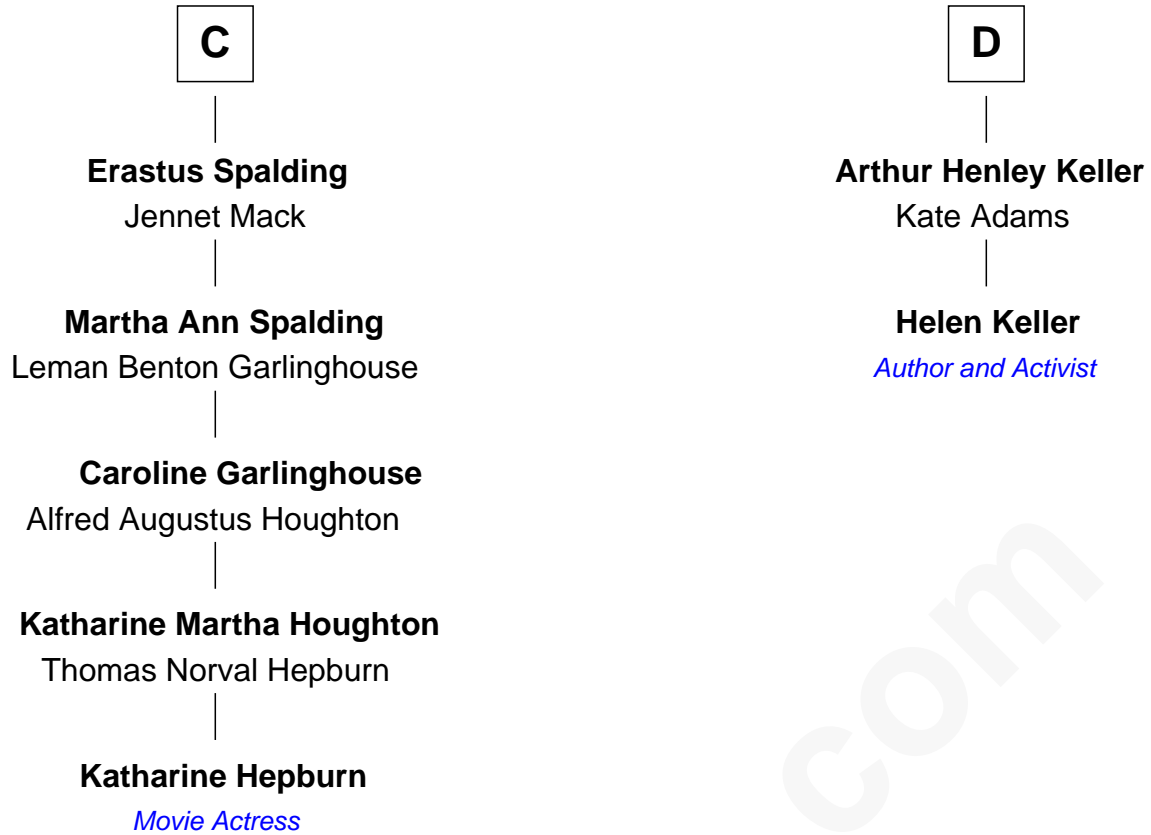 C
Erastus Spalding
Jennet Mack
Martha Ann Spalding
Leman Benton Garlinghouse
Caroline Garlinghouse
Alfred Augustus Houghton
Katharine Martha Houghton
Thomas Norval Hepburn
Katharine Hepburn
Movie Actress
D
Arthur Henley Keller
Kate Adams
Helen Keller
Author and Activist
com